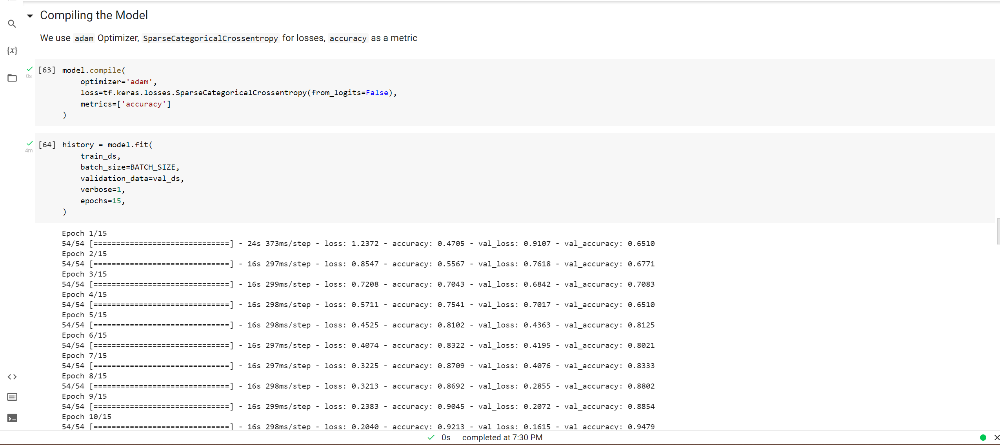 Compiling the Model
We use adam Optimizer, SparseCategoricalCrossentropy for losses, accuracy as a metric
{x}
0s
[63] model.compile(
    optimizer='adam',
    loss=tf.keras.losses.SparseCategoricalCrossentropy(from_logits=False),
    metrics=['accuracy']
)
4m
[64] history = model.fit(
    train_ds,
    batch_size=BATCH_SIZE,
    validation_data=val_ds,
    verbose=1,
    epochs=15,
)
Epoch 1/15
54/54 [==============================] - 24s 373ms/step - loss: 1.2372 - accuracy: 0.4705 - val_loss: 0.9107 - val_accuracy: 0.6510
Epoch 2/15
54/54 [==============================] - 16s 297ms/step - loss: 0.8547 - accuracy: 0.5567 - val_loss: 0.7618 - val_accuracy: 0.6771
Epoch 3/15
54/54 [==============================] - 16s 299ms/step - loss: 0.7208 - accuracy: 0.7043 - val_loss: 0.6842 - val_accuracy: 0.7083
Epoch 4/15
54/54 [==============================] - 16s 298ms/step - loss: 0.5711 - accuracy: 0.7541 - val_loss: 0.7017 - val_accuracy: 0.6510
Epoch 5/15
54/54 [==============================] - 16s 298ms/step - loss: 0.4525 - accuracy: 0.8102 - val_loss: 0.4363 - val_accuracy: 0.8125
Epoch 6/15
54/54 [==============================] - 16s 297ms/step - loss: 0.4074 - accuracy: 0.8322 - val_loss: 0.4195 - val_accuracy: 0.8021
Epoch 7/15
54/54 [==============================] - 16s 297ms/step - loss: 0.3225 - accuracy: 0.8709 - val_loss: 0.4076 - val_accuracy: 0.8333
Epoch 8/15
54/54 [==============================] - 16s 298ms/step - loss: 0.3213 - accuracy: 0.8692 - val_loss: 0.2855 - val_accuracy: 0.8802
Epoch 9/15
54/54 [==============================] - 16s 299ms/step - loss: 0.2383 - accuracy: 0.9045 - val_loss: 0.2072 - val_accuracy: 0.8854
Epoch 10/15
54/54 [==============================] - 16s 298ms/step - loss: 0.2040 - accuracy: 0.9213 - val_loss: 0.1615 - val_accuracy: 0.9479
0s completed at 7:30 PM